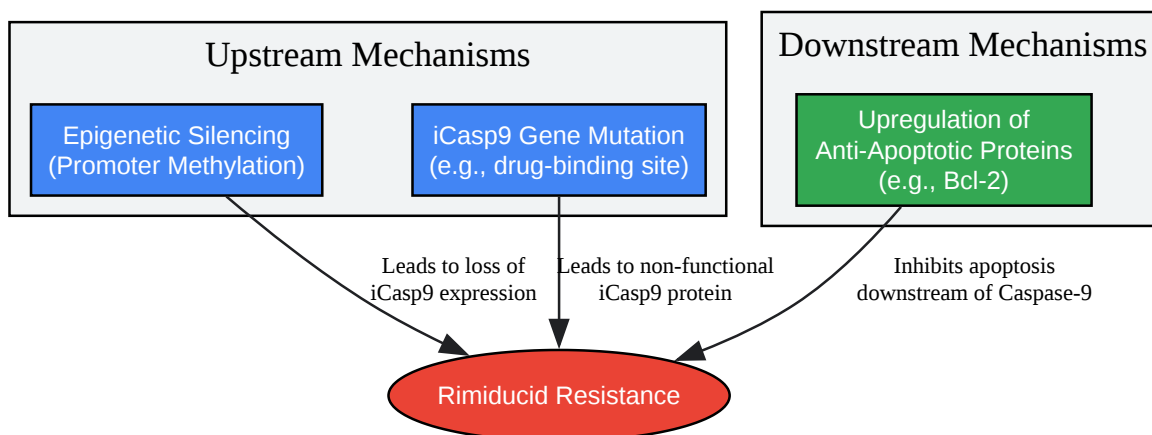 Upstream Mechanisms
Epigenetic Silencing
(Promoter Methylation)
iCasp9 Gene Mutation
(e.g., drug-binding site)
Downstream Mechanisms
Upregulation of
Anti-Apoptotic Proteins
(e.g., Bcl-2)
Leads to loss of
iCasp9 expression
Leads to non-functional
iCasp9 protein
Inhibits apoptosis
downstream of Caspase-9
Rimiducid Resistance